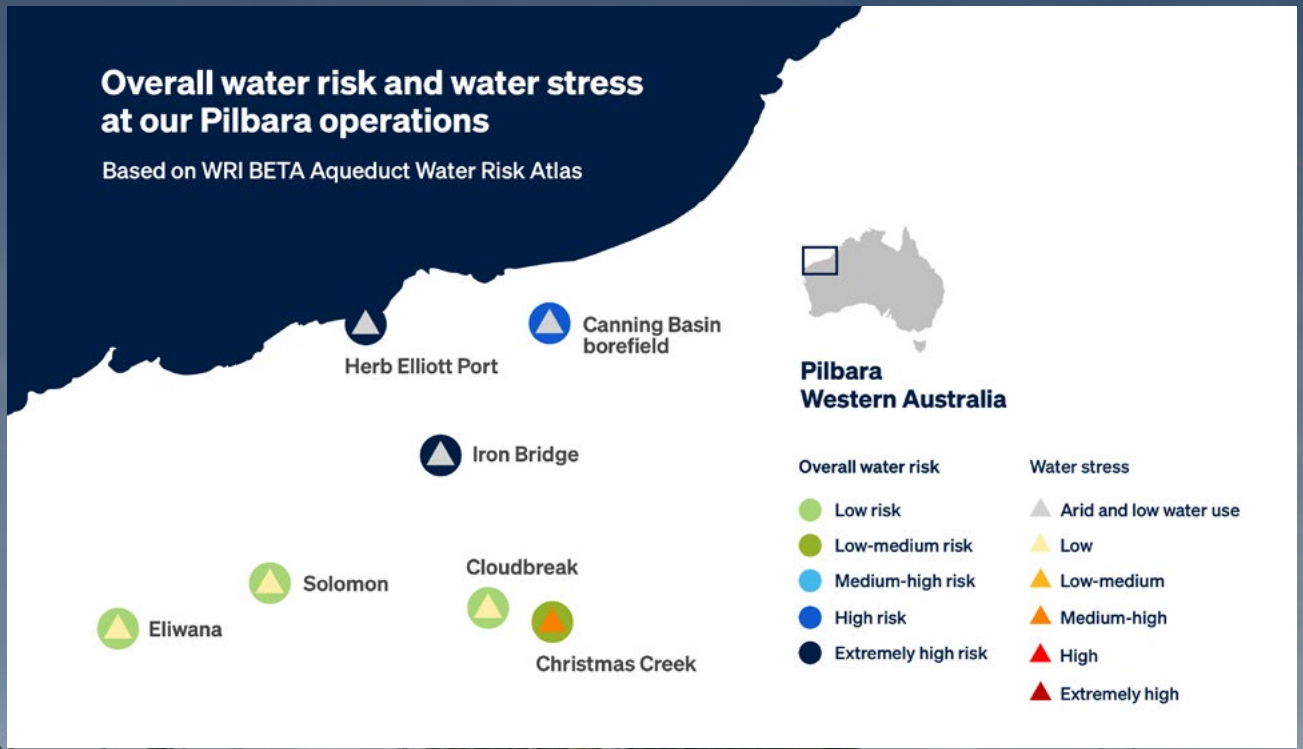 Overall water risk and water stress
at our Pilbara operations
Based on WRI BETA Aqueduct Water Risk Atlas
Herb Elliott Port
Canning Basin
borefield
Iron Bridge
Solomon
Eliwana
Cloudbreak
Christmas Creek
Pilbara
Western Australia
Overall water risk
Low risk
Low-medium risk
Medium-high risk
High risk
Extremely high risk
Water stress
Arid and low water use
Low
Low-medium
Medium-high
High
Extremely high